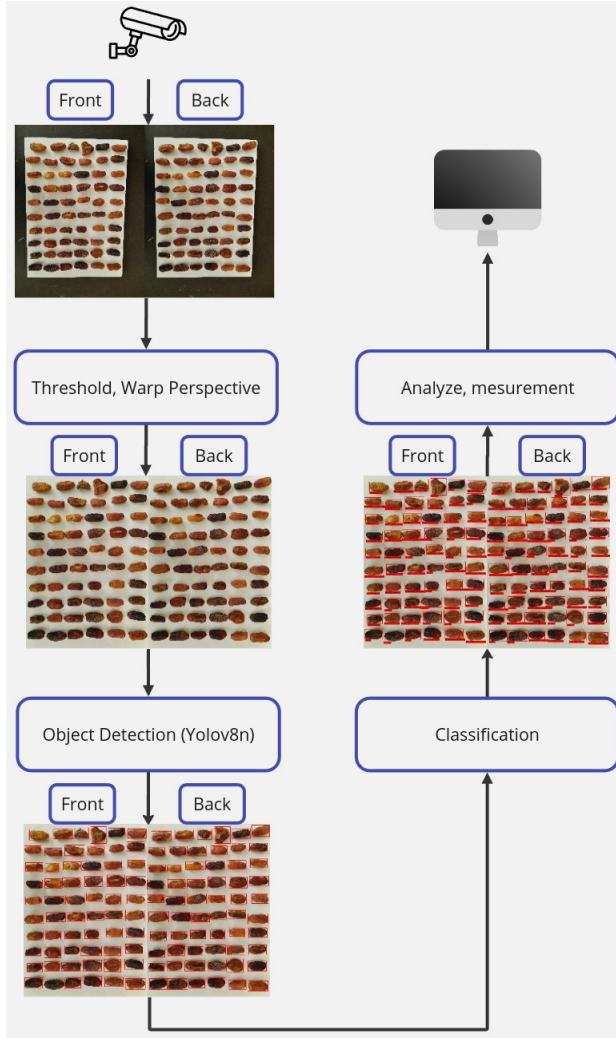 Front
Back
Threshold, Warp Perspective
Front
Back
Object Detection (Yolov8n)
Front
Back
Classification
Front
Back
Analyze, mesurement